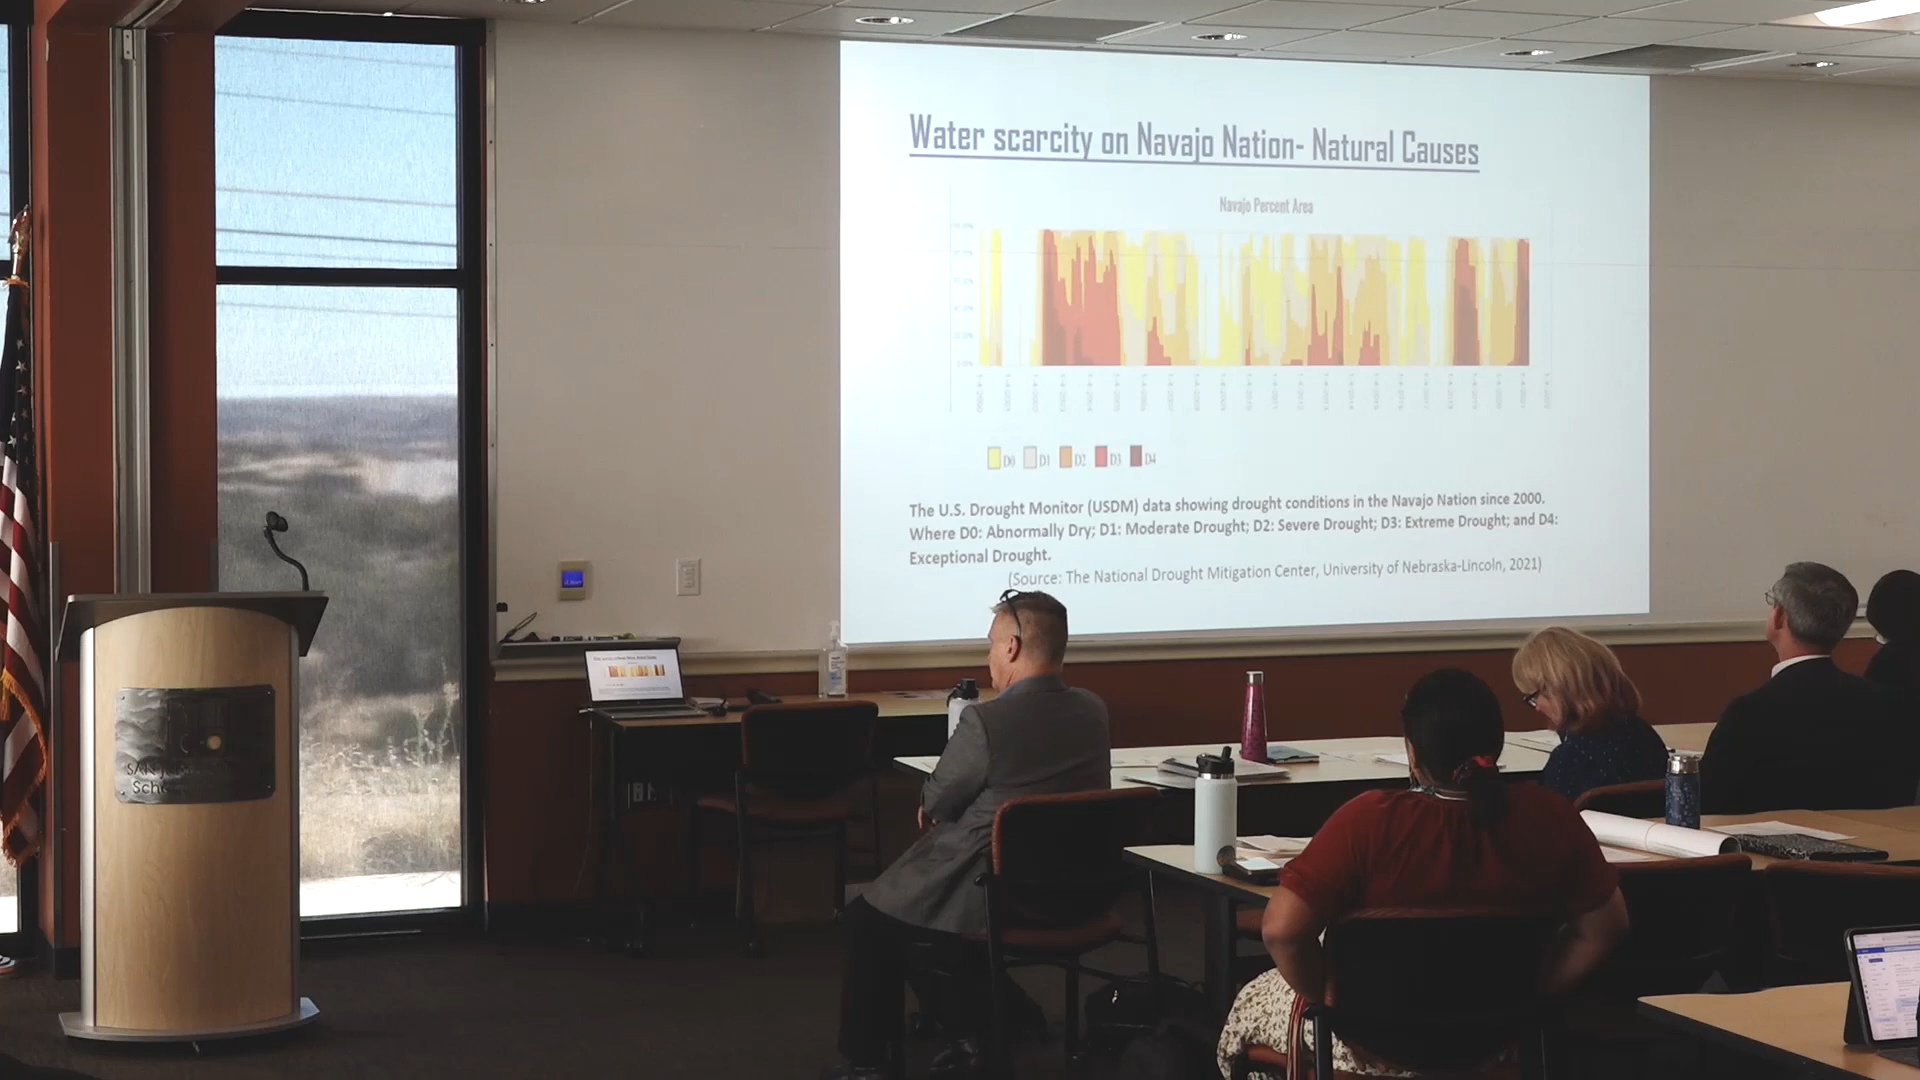 Water scarcity on Navajo Nation- Natural Causes
Navajo Percent Area
D0 D1 D2 D3 D4
The U.S. Drought Monitor (USDM) data showing drought conditions in the Navajo Nation since 2000.
Where D0: Abnormally Dry; D1: Moderate Drought; D2: Severe Drought; D3: Extreme Drought; and D4:
Exceptional Drought.
(Source: The National Drought Mitigation Center, University of Nebraska-Lincoln, 2021)